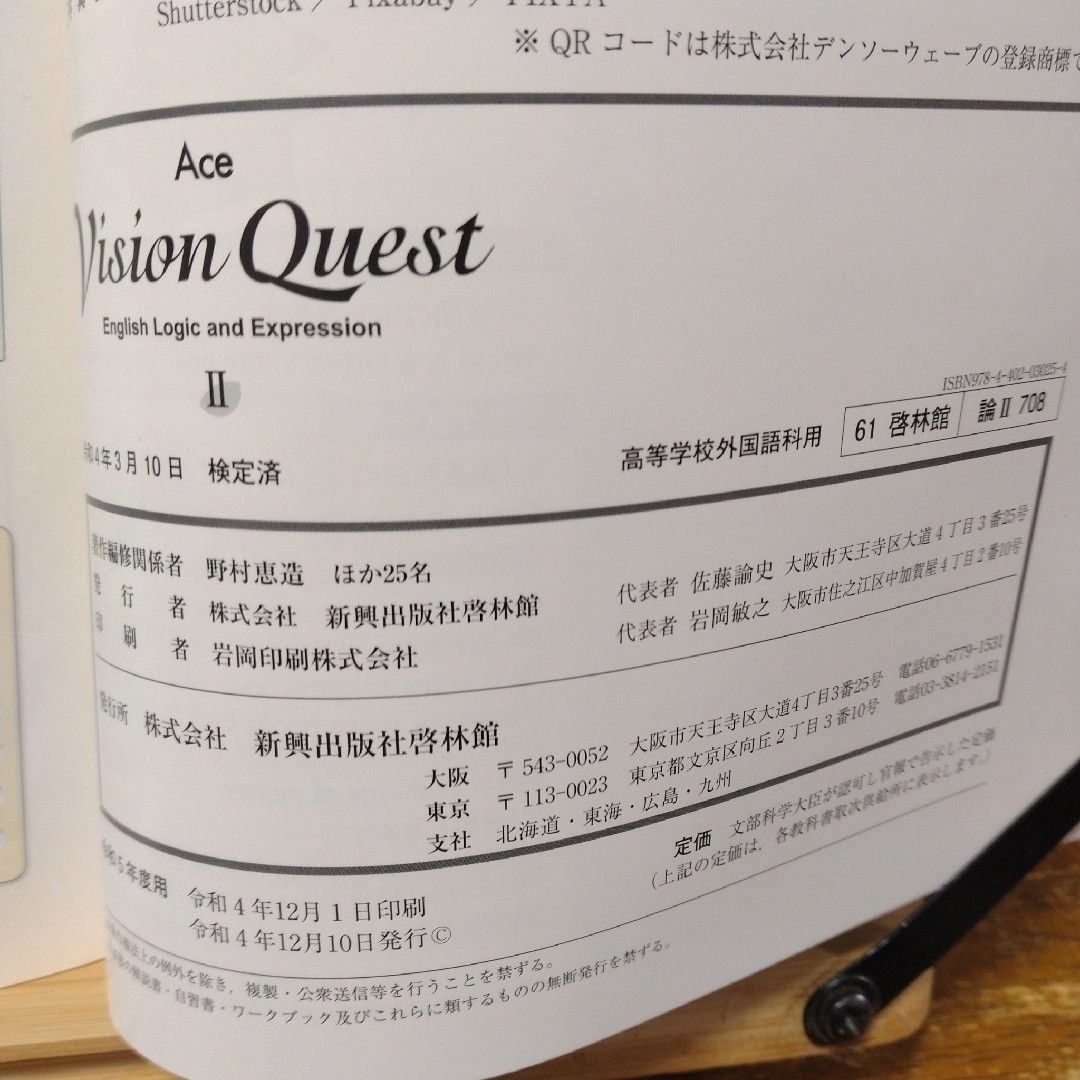 Shutterstock / Pixabay / PIXTA
※ QR コードは株式会社デンソーウェーブの登録商標で
Ace
Vision Quest
English Logic and Expression
II
ISBN978-4-402-03025-4
令和4年3月10日 検定済
高等学校外国語科用 61 啓林館 論II 708
著作編修関係者 野村恵造 ほか25名
発行者 株式会社 新興出版社啓林館 代表者 佐藤諭史 大阪市天王寺区大道4丁目3番25号
印刷者 岩岡印刷株式会社 代表者 岩岡敏之 大阪市住之江区中加賀屋4丁目2番10号
発行所 株式会社 新興出版社啓林館
大阪 〒543-0052 大阪市天王寺区大道4丁目3番25号 電話06-6779-1531
東京 〒113-0023 東京都文京区向丘2丁目3番10号 電話03-3814-2151
支社 北海道・東海・広島・九州
定価 文部科学大臣が認可し官報で告示した定価
(上記の定価は、各教科書取次供給所に表示します。)
令和5年度用 令和4年12月1日印刷
令和4年12月10日発行©
法上の例外を除き、複製・公衆送信等を行うことを禁ずる。
の解説書・自習書・ワークブック及びこれらに類するものの無断発行を禁ずる。